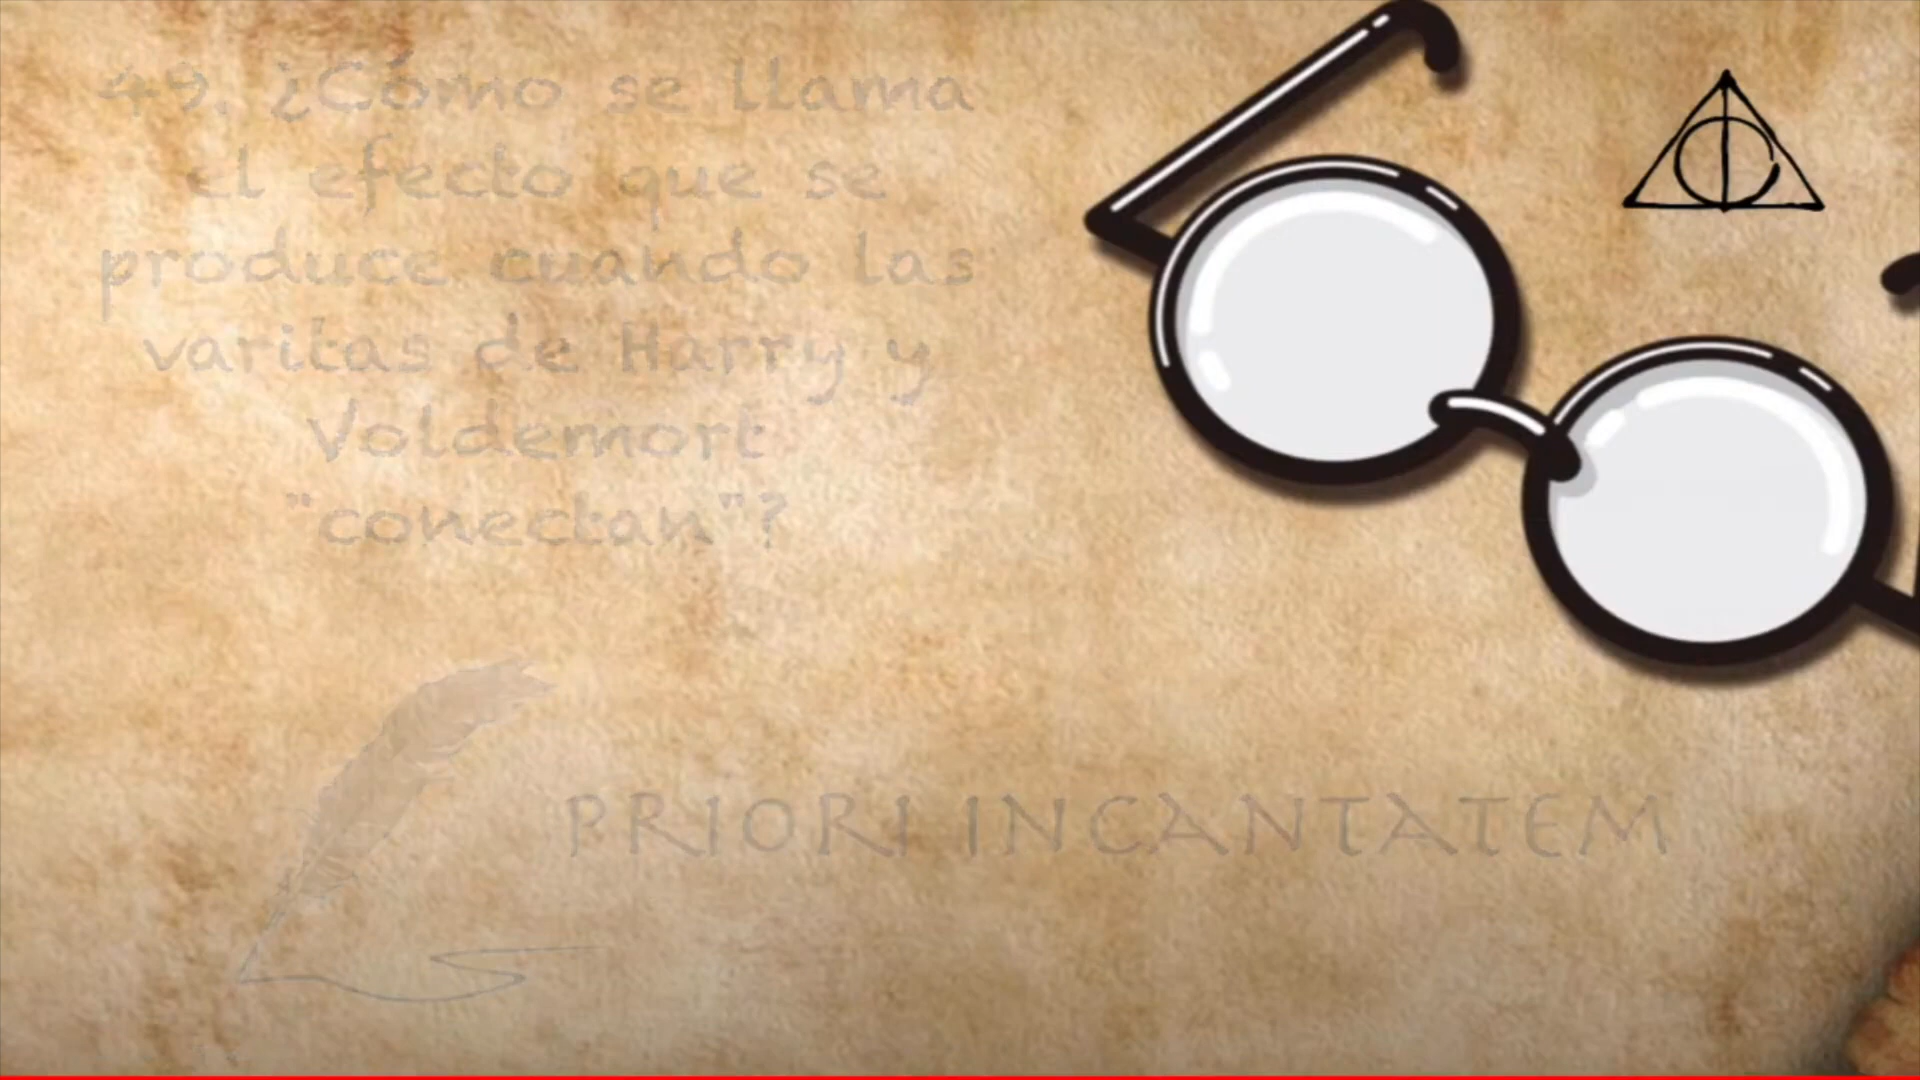 49. ¿Cómo se llama
el efecto que se
produce cuando las
varitas de Harry y
Voldemort
"conectan"?
PRIORI INCANTATEM